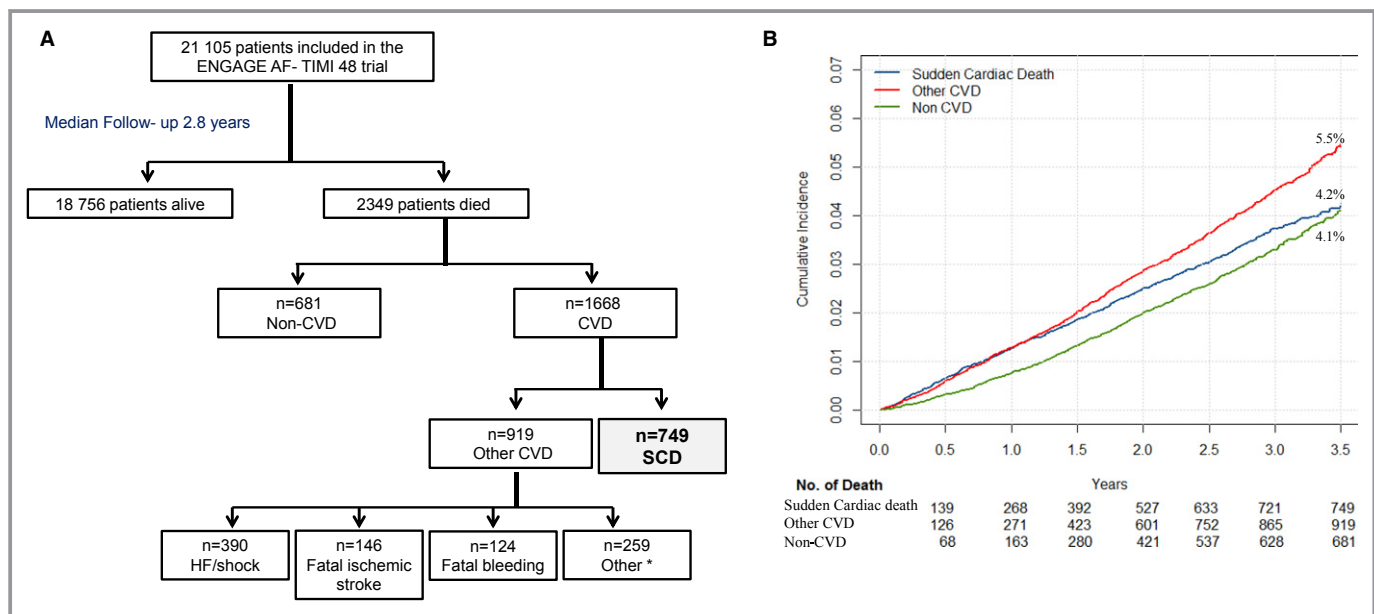 A
21 105 patients included in the
ENGAGE AF- TIMI 48 trial
Median Follow- up 2.8 years
18 756 patients alive
2349 patients died
n=681
Non-CVD
n=1668
CVD
n=919
Other CVD
n=749
SCD
n=390
HF/shock
n=146
Fatal ischemic
stroke
n=124
Fatal bleeding
n=259
Other *
B
Sudden Cardiac Death
Other CVD
Non CVD
Cumulative Incidence
0.07
0.06
0.05
0.04
0.03
0.02
0.01
0.00
5.5%
4.2%
4.1%
0.0 0.5 1.0 1.5 2.0 2.5 3.0 3.5
Years
No. of Death
Sudden Cardiac death 139 268 392 527 633 721 749
Other CVD 126 271 423 601 752 865 919
Non-CVD 68 163 280 421 537 628 681